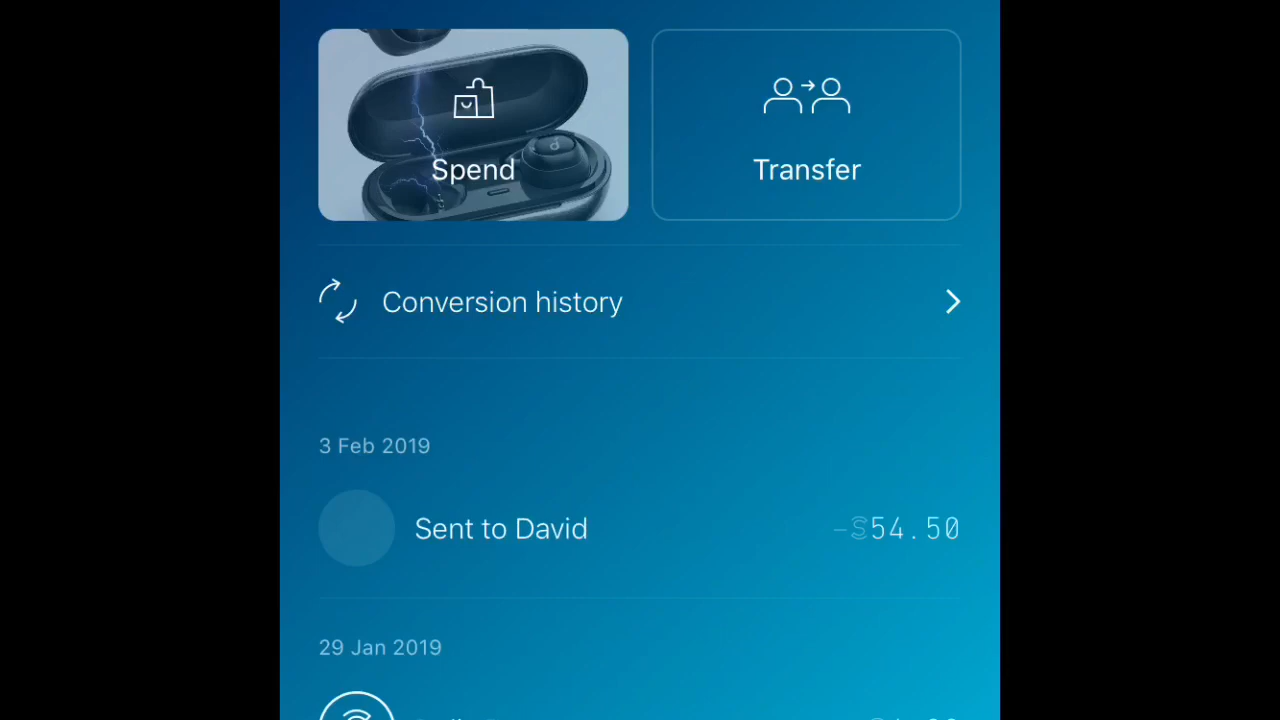 Spend
Transfer
Conversion history
3 Feb 2019
Sent to David
-S54.50
29 Jan 2019